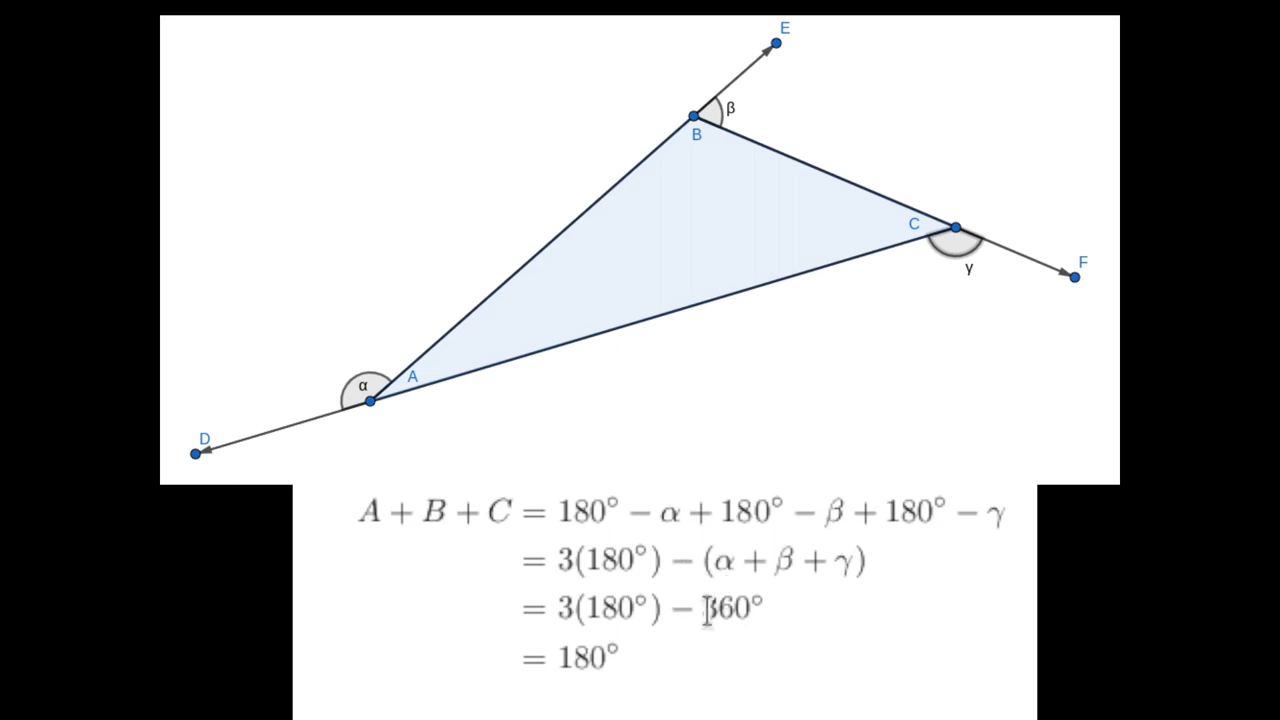 E
β
B
C
γ
F
α
A
D
A + B + C = 180° − α + 180° − β + 180° − γ
= 3(180°) − (α + β + γ)
= 3(180°) − 360°
= 180°